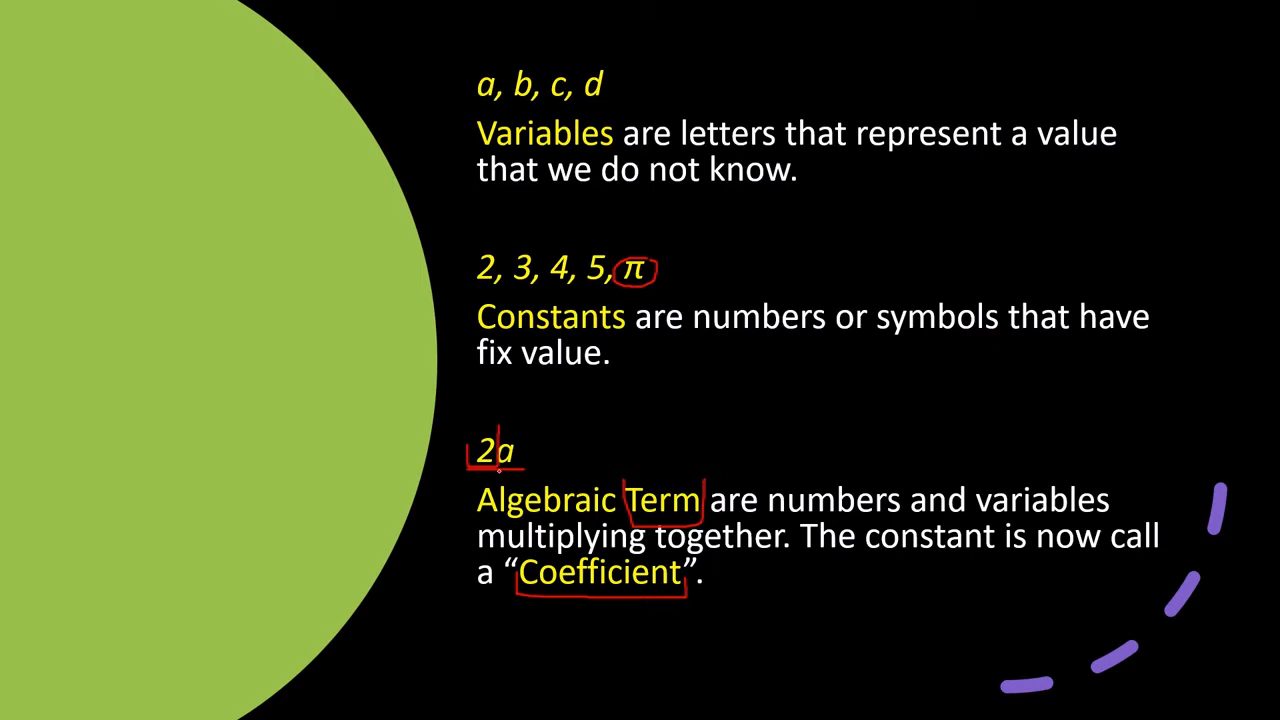 a, b, c, d
Variables are letters that represent a value
that we do not know.
2, 3, 4, 5, π
Constants are numbers or symbols that have
fix value.
2a
Algebraic Term are numbers and variables
multiplying together. The constant is now call
a “Coefficient”.